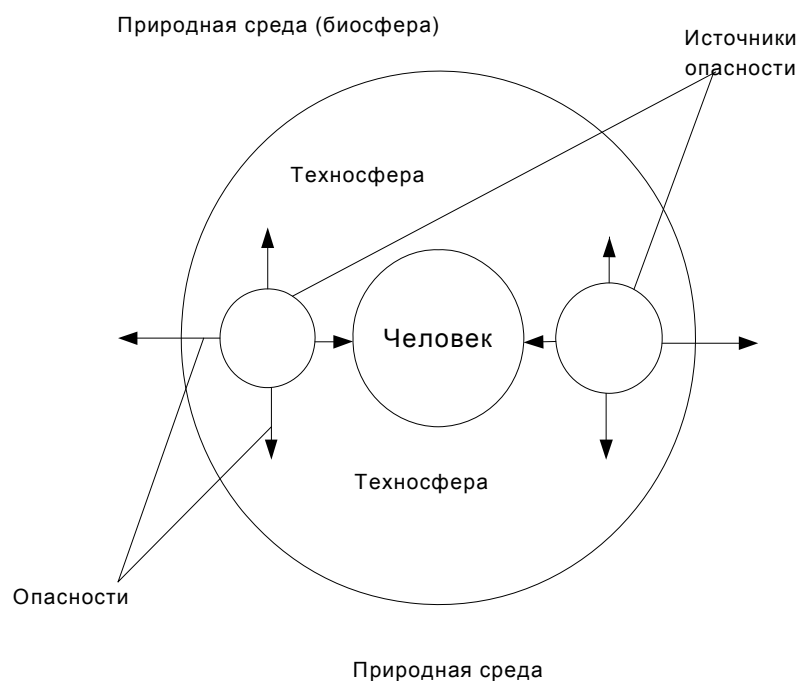 Природная среда (биосфера)
Источники
опасности
Техносфера
Человек
Техносфера
Опасности
Природная среда